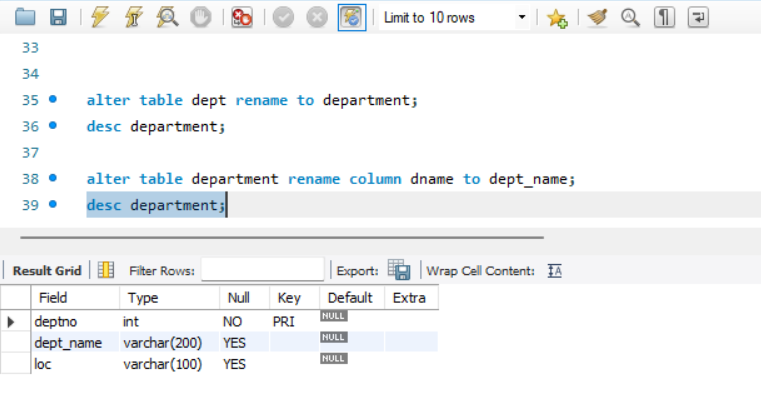 Limit to 10 rows
33
34
35 alter table dept rename to department;
36 desc department;
37
38 alter table department rename column dname to dept_name;
39 desc department;
Result Grid Filter Rows: Export: Wrap Cell Content:
Field Type Null Key Default Extra
deptno int NO PRI NULL
dept_name varchar(200) YES NULL
loc varchar(100) YES NULL